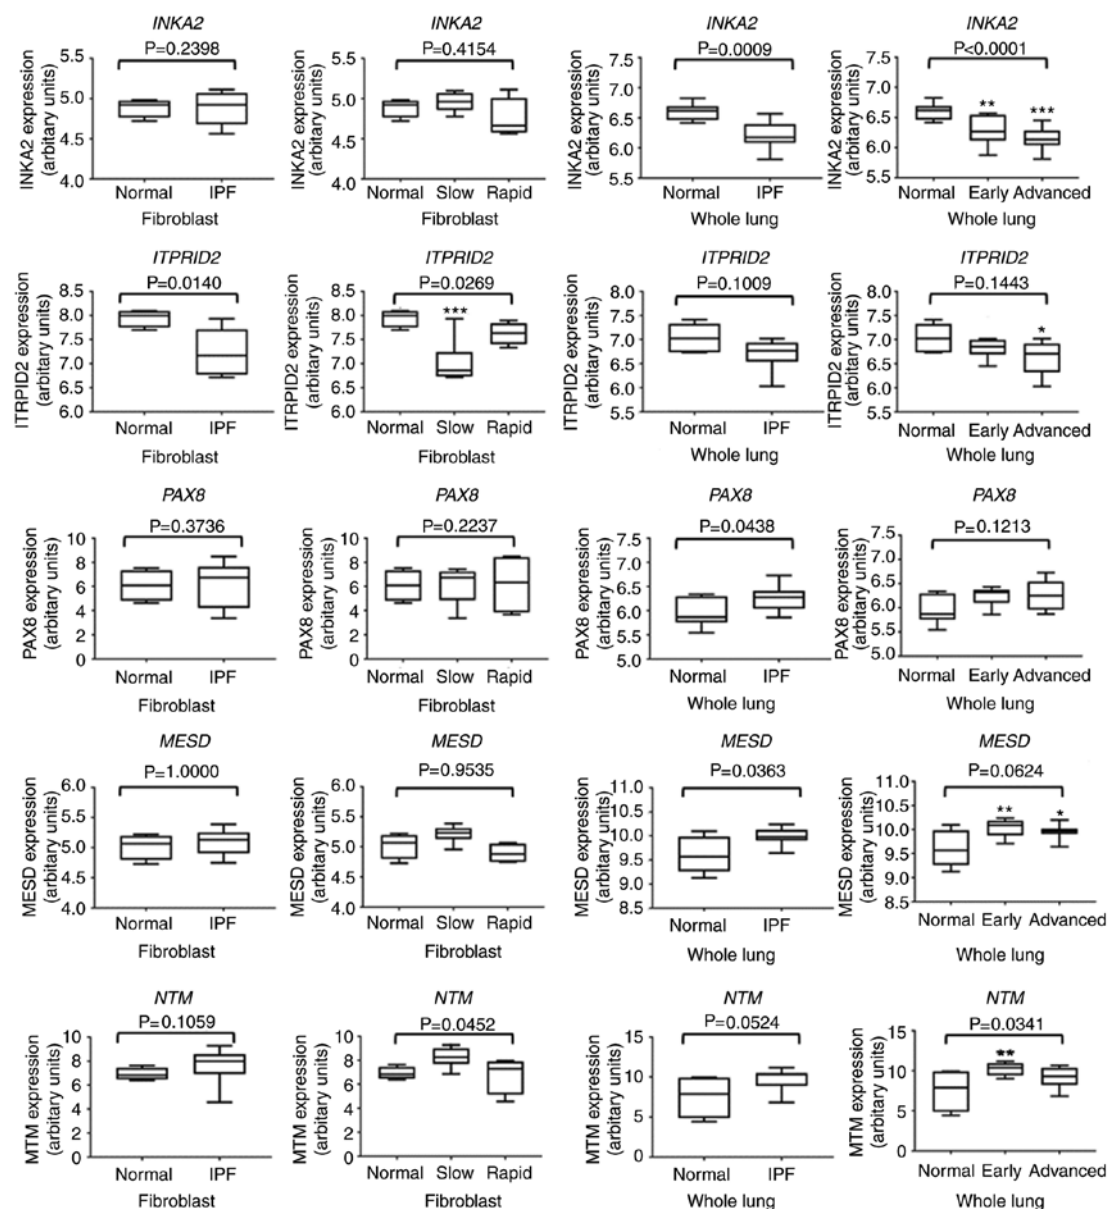 INKA2
P=0.2398
INKA2 expression
(arbitary units)
5.5
5.0
4.5
4.0
Normal IPF
Fibroblast
INKA2
P=0.4154
INKA2 expression
(arbitary units)
5.5
5.0
4.5
4.0
Normal Slow Rapid
Fibroblast
INKA2
P=0.0009
INKA2 expression
(arbitary units)
7.5
7.0
6.5
6.0
5.5
Normal IPF
Whole lung
INKA2
P<0.0001
INKA2 expression
(arbitary units)
7.5
7.0
6.5
6.0
5.5
** ***
Normal Early Advanced
Whole lung
ITPRID2
P=0.0140
ITRPID2 expression
(arbitary units)
8.5
8.0
7.5
7.0
6.5
6.0
Normal IPF
Fibroblast
ITPRID2
P=0.0269
ITRPID2 expression
(arbitary units)
8.5
8.0
7.5
7.0
6.5
6.0
***
Normal Slow Rapid
Fibroblast
ITPRID2
P=0.1009
ITRPID2 expression
(arbitary units)
7.0
8.0
7.0
6.5
6.0
5.5
Normal IPF
Whole lung
ITPRID2
P=0.1443
ITRPID2 expression
(arbitary units)
7.0
8.0
7.0
6.5
6.0
5.5
*
Normal Early Advanced
Whole lung
PAX8
P=0.3736
PAX8 expression
(arbitary units)
10
8
6
4
2
0
Normal IPF
Fibroblast
PAX8
P=0.2237
PAX8 expression
(arbitary units)
10
8
6
4
2
0
Normal Slow Rapid
Fibroblast
PAX8
P=0.0438
PAX8 expression
(arbitary units)
7.5
7.0
6.5
6.0
5.5
5.0
Normal IPF
Whole lung
PAX8
P=0.1213
PAX8 expression
(arbitary units)
7.5
7.0
6.5
6.0
5.5
5.0
Normal Early Advanced
Whole lung
MESD
P=1.0000
MESD expression
(arbitary units)
6.0
5.5
5.0
4.5
4.0
Normal IPF
Fibroblast
MESD
P=0.9535
MESD expression
(arbitary units)
6.0
5.5
5.0
4.5
4.0
Normal Slow Rapid
Fibroblast
MESD
P=0.0363
MESD expression
(arbitary units)
11.0
10.5
10.0
9.5
9.0
8.5
Normal IPF
Whole lung
MESD
P=0.0624
MESD expression
(arbitary units)
11.0
10.5
10.0
9.5
9.0
8.5
** *
Normal Early Advanced
Whole lung
NTM
P=0.1059
MTM expression
(arbitary units)
10
8
6
4
2
0
Normal IPF
Fibroblast
NTM
P=0.0452
MTM expression
(arbitary units)
10
8
6
4
2
0
Normal Slow Rapid
Fibroblast
NTM
P=0.0524
MTM expression
(arbitary units)
15
10
5
0
Normal IPF
Whole lung
NTM
P=0.0341
MTM expression
(arbitary units)
15
10
5
0
**
Normal Early Advanced
Whole lung